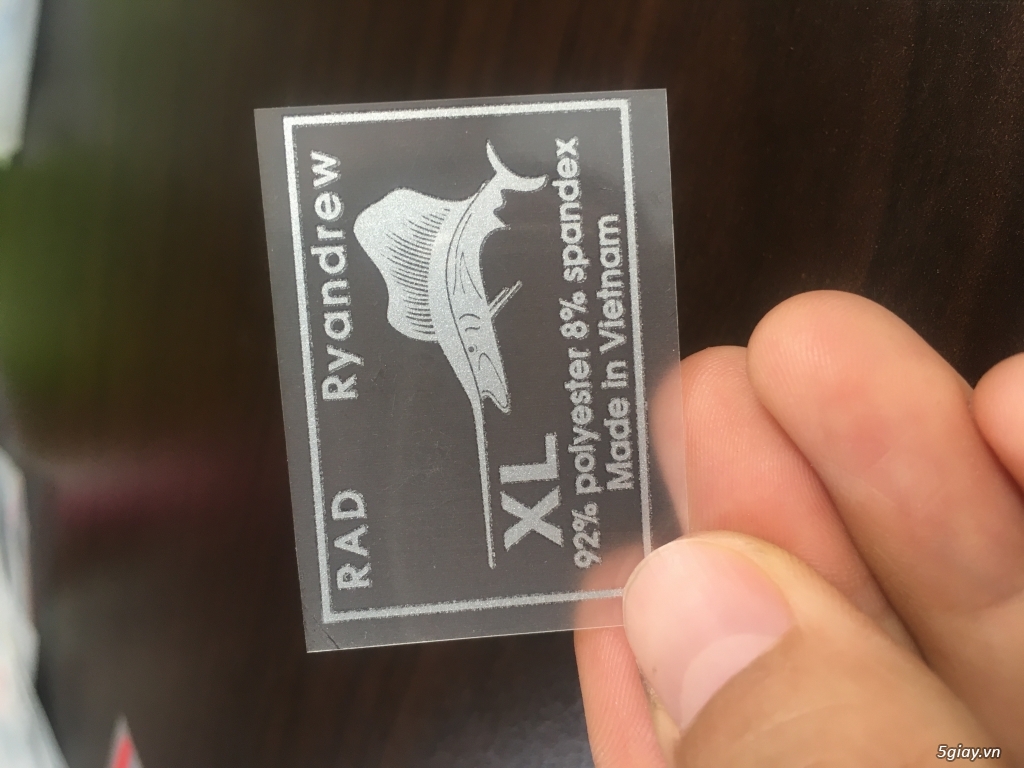 RAD Ryandrew
XL
92% polyester 8% spandex
Made in Vietnam
5giay.vn